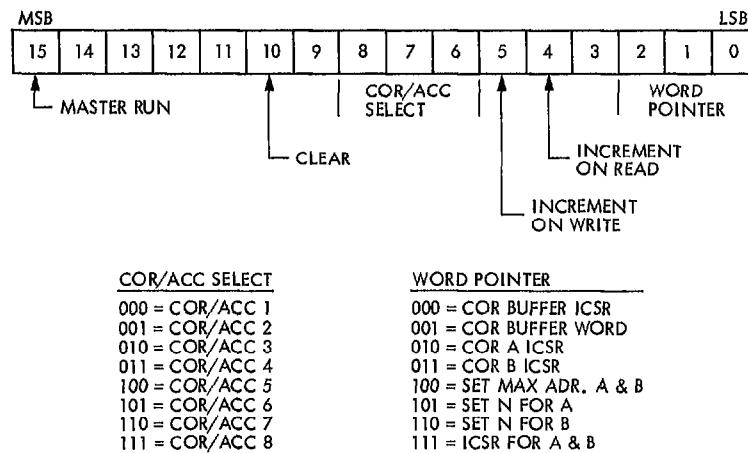 MSB LSB
15 14 13 12 11 10 9 8 7 6 5 4 3 2 1 0
MASTER RUN
COR/ACC
SELECT
WORD
POINTER
CLEAR
INCREMENT
ON READ
INCREMENT
ON WRITE
COR/ACC SELECT
000 = COR/ACC 1
001 = COR/ACC 2
010 = COR/ACC 3
011 = COR/ACC 4
100 = COR/ACC 5
101 = COR/ACC 6
110 = COR/ACC 7
111 = COR/ACC 8
WORD POINTER
000 = COR BUFFER ICSR
001 = COR BUFFER WORD
010 = COR A ICSR
011 = COR B ICSR
100 = SET MAX ADR. A & B
101 = SET N FOR A
110 = SET N FOR B
111 = ICSR FOR A & B